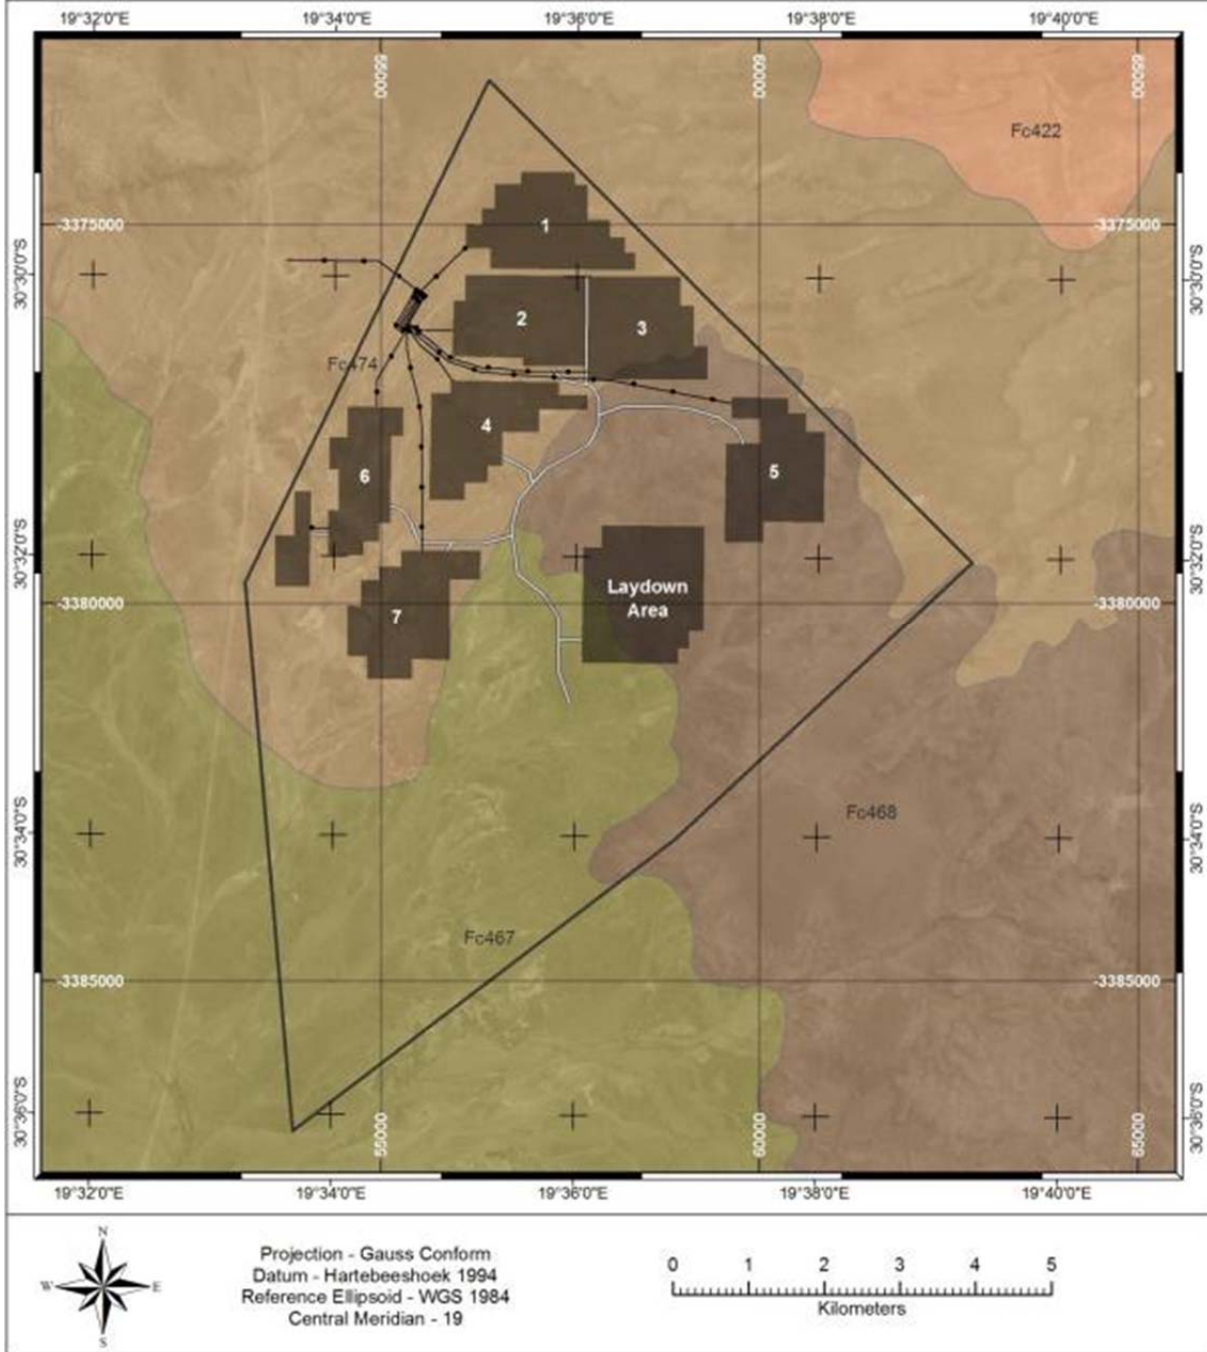 19°32'0"E 19°34'0"E 19°36'0"E 19°38'0"E 19°40'0"E
55000 60000 65000
Fc422
-3375000 -3375000
1
30°30'0"S 30°30'0"S
2 3
Fc474
4
6 5
30°32'0"S 30°32'0"S
Laydown
Area
-3380000 -3380000
7
30°34'0"S 30°34'0"S
Fc468
Fc467
-3385000 -3385000
30°36'0"S 30°36'0"S
55000 60000 65000
19°32'0"E 19°34'0"E 19°36'0"E 19°38'0"E 19°40'0"E
N
W E
S
Projection - Gauss Conform
Datum - Hartebeeshoek 1994
Reference Ellipsoid - WGS 1984
Central Meridian - 19
0 1 2 3 4 5
Kilometers